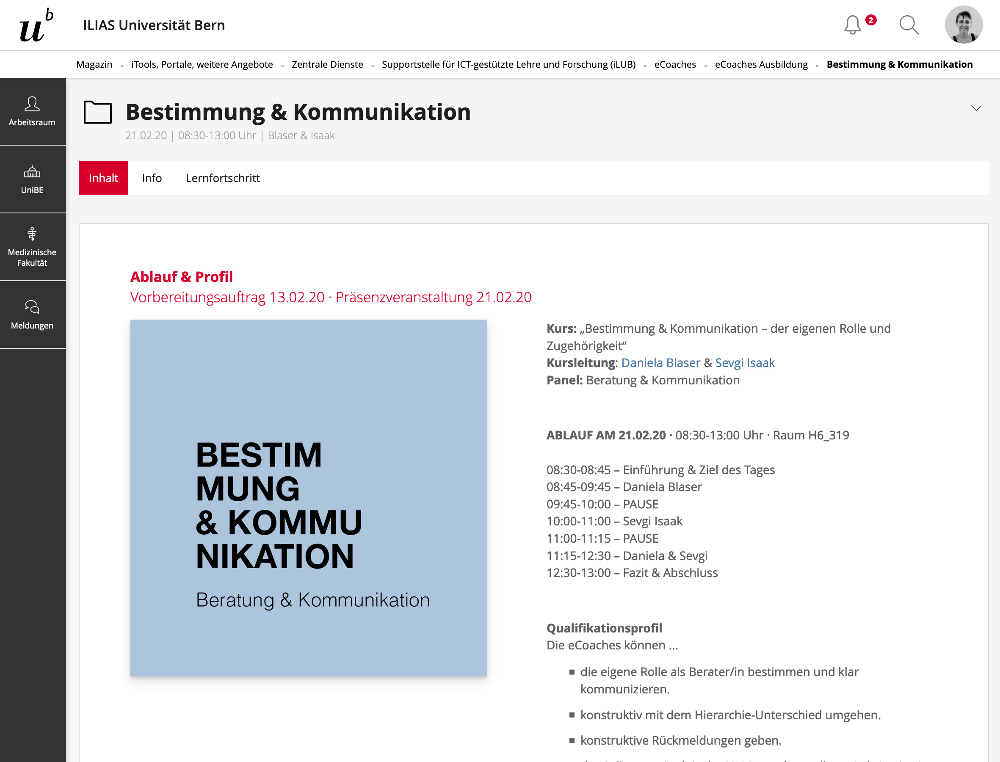 u b
ILIAS Universität Bern
2
Magazin » iTools, Portale, weitere Angebote » Zentrale Dienste » Supportstelle für ICT-gestützte Lehre und Forschung (iLUB) » eCoaches » eCoaches Ausbildung » Bestimmung & Kommunikation
Arbeitsraum
UniBE
Medizinische
Fakultät
Meldungen
Bestimmung & Kommunikation
21.02.20 | 08:30-13:00 Uhr | Blaser & Isaak
Inhalt Info Lernfortschritt
Ablauf & Profil
Vorbereitungsauftrag 13.02.20 · Präsenzveranstaltung 21.02.20
BESTIM
MUNG
& KOMMU
NIKATION
Beratung & Kommunikation
Kurs: „Bestimmung & Kommunikation – der eigenen Rolle und
Zugehörigkeit“
Kursleitung: Daniela Blaser & Sevgi Isaak
Panel: Beratung & Kommunikation
ABLAUF AM 21.02.20 · 08:30-13:00 Uhr · Raum H6_319
08:30-08:45 – Einführung & Ziel des Tages
08:45-09:45 – Daniela Blaser
09:45-10:00 – PAUSE
10:00-11:00 – Sevgi Isaak
11:00-11:15 – PAUSE
11:15-12:30 – Daniela & Sevgi
12:30-13:00 – Fazit & Abschluss
Qualifikationsprofil
Die eCoaches können ...
▪ die eigene Rolle als Berater/in bestimmen und klar
kommunizieren.
▪ konstruktiv mit dem Hierarchie-Unterschied umgehen.
▪ konstruktive Rückmeldungen geben.